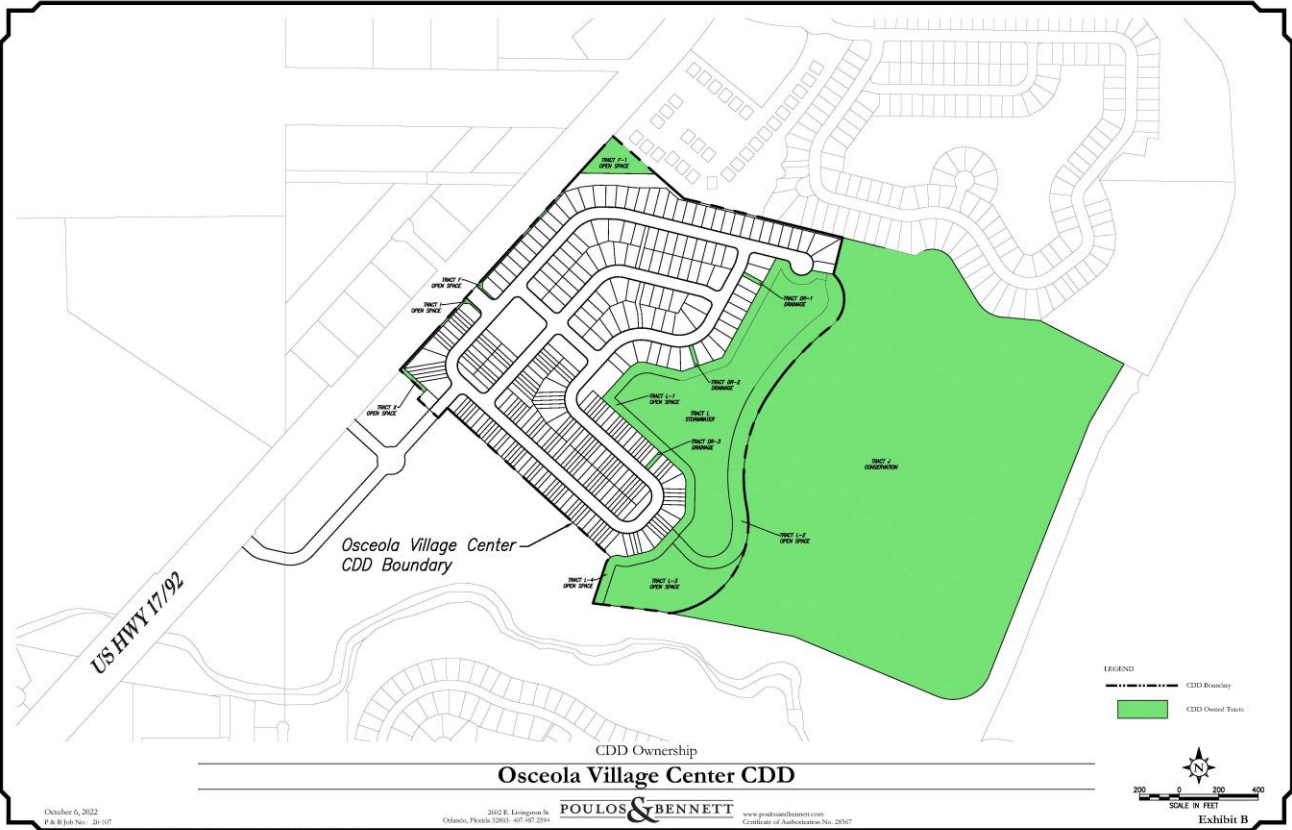 TRACT F-1
OPEN SPACE
TRACT F
OPEN SPACE
TRACT I
OPEN SPACE
TRACT DR-1
DRAINAGE
TRACT DR-2
DRAINAGE
TRACT K
OPEN SPACE
TRACT L-1
OPEN SPACE
TRACT L
STORMWATER
TRACT DR-3
DRAINAGE
TRACT J
CONSERVATION
Osceola Village Center
CDD Boundary
TRACT L-2
OPEN SPACE
TRACT L-4
OPEN SPACE
TRACT L-3
OPEN SPACE
US HWY 17/92
LEGEND
CDD Boundary
CDD Owned Tracts
CDD Ownership
Osceola Village Center CDD
N
200 0 200 400
SCALE IN FEET
October 6, 2022
P & B Job No.: 20-107
2602 E. Livingston St.
Orlando, Florida 32803- 407.487.2594
POULOS & BENNETT
www.poulosandbennett.com
Certificate of Authorization No. 28567
Exhibit B